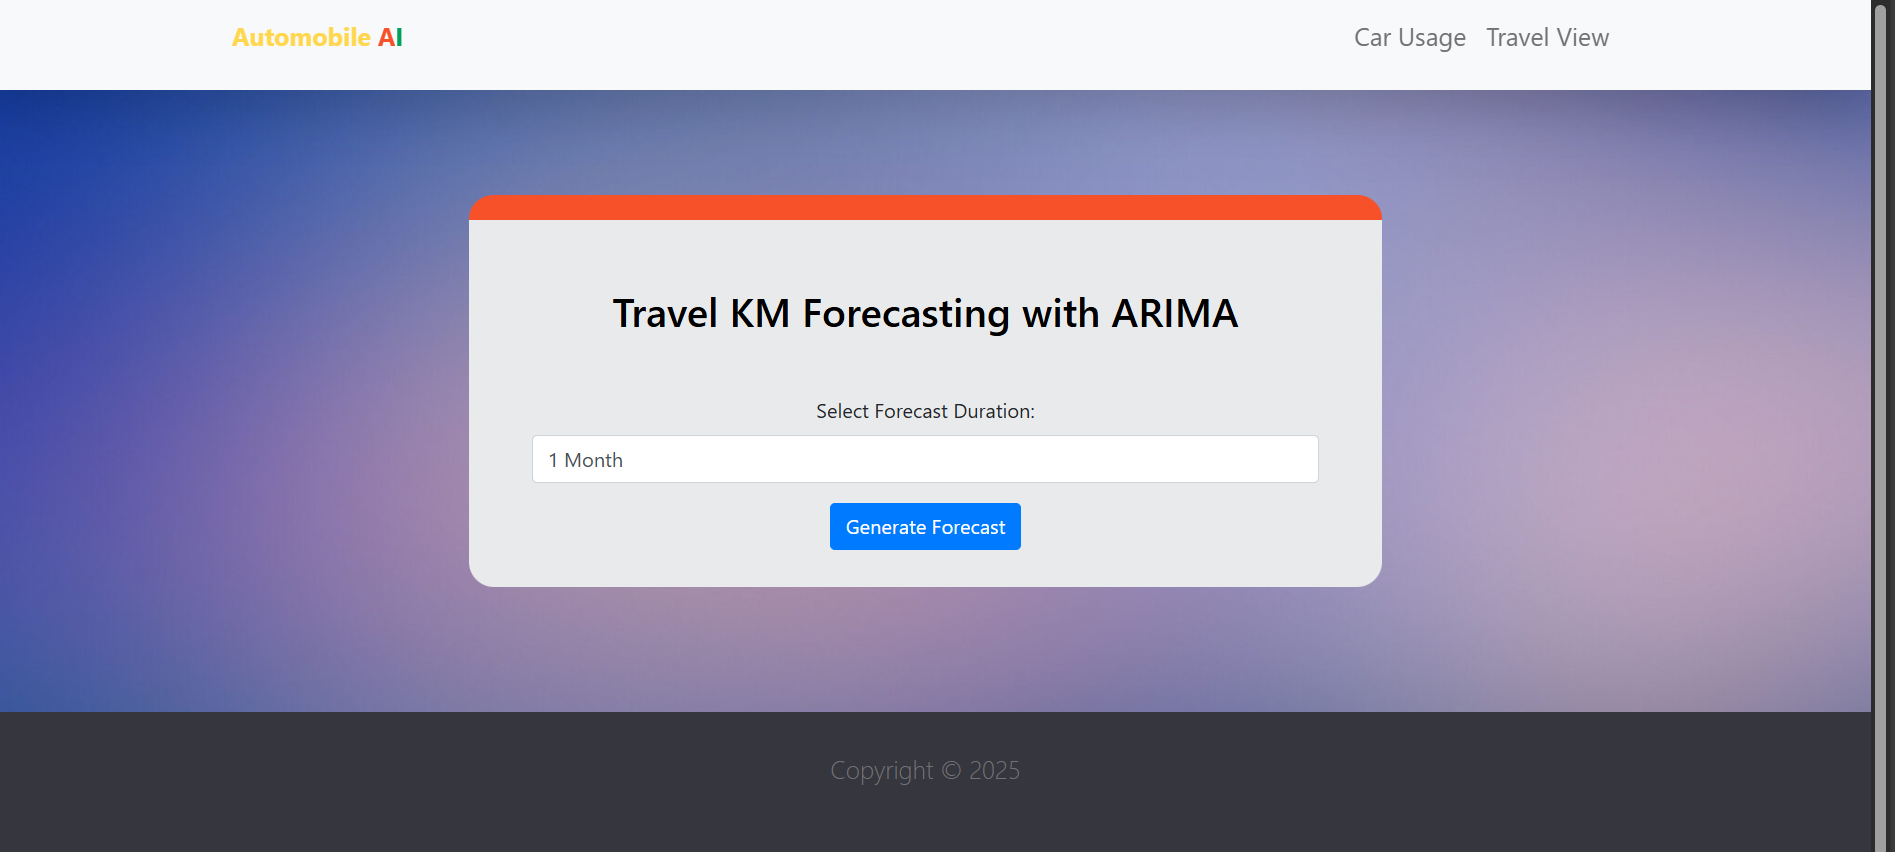 Automobile AI
Car Usage Travel View
Travel KM Forecasting with ARIMA
Select Forecast Duration:
1 Month
Generate Forecast
Copyright © 2025